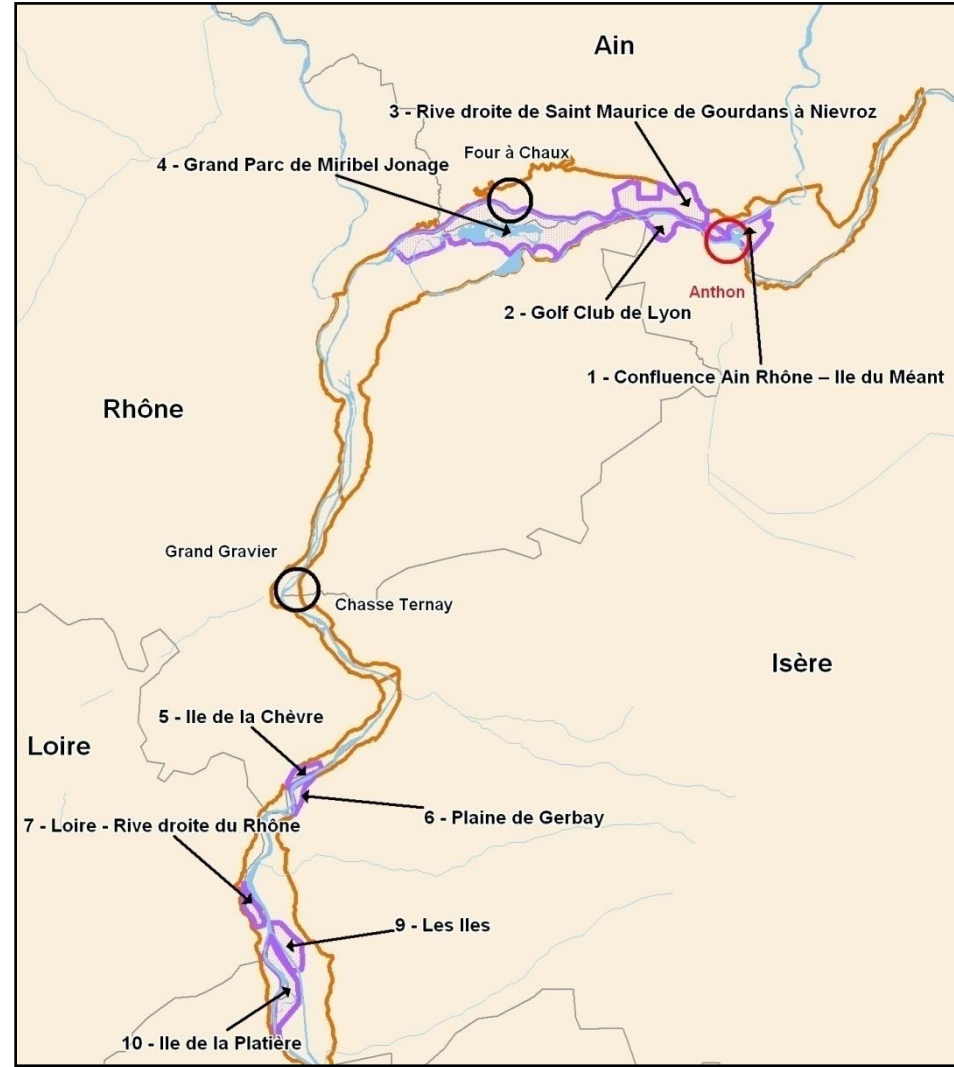 Ain
3 - Rive droite de Saint Maurice de Gourdans à Nievroz
Four à Chaux
4 - Grand Parc de Miribel Jonage
Anthon
2 - Golf Club de Lyon
1 - Confluence Ain Rhône – Ile du Méant
Rhône
Grand Gravier
Chasse Ternay
Isère
5 - Ile de la Chèvre
Loire
6 - Plaine de Gerbay
7 - Loire - Rive droite du Rhône
9 - Les Iles
10 - Ile de la Platière